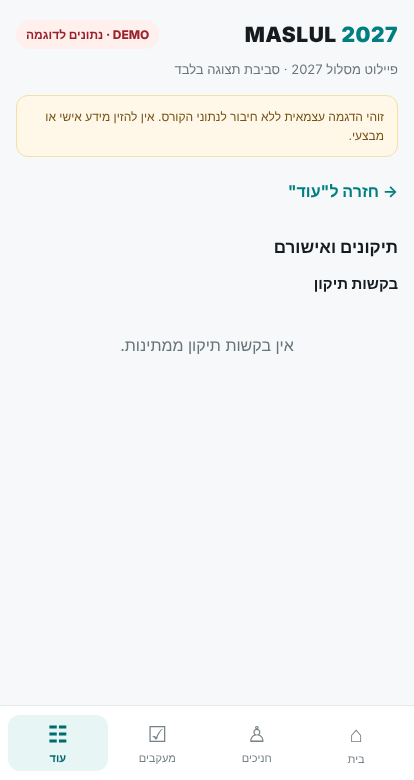 MASLUL 2027
DEMO · נתונים לדוגמה
פיילוט מסלול 2027 · סביבת תצוגה בלבד
זוהי הדגמה עצמאית ללא חיבור לנתוני הקורס. אין להזין מידע אישי או
מבצעי.
→ חזרה ל"עוד"
תיקונים ואישורם
בקשות תיקון
אין בקשות תיקון ממתינות.
בית
חניכים
מעקבים
עוד